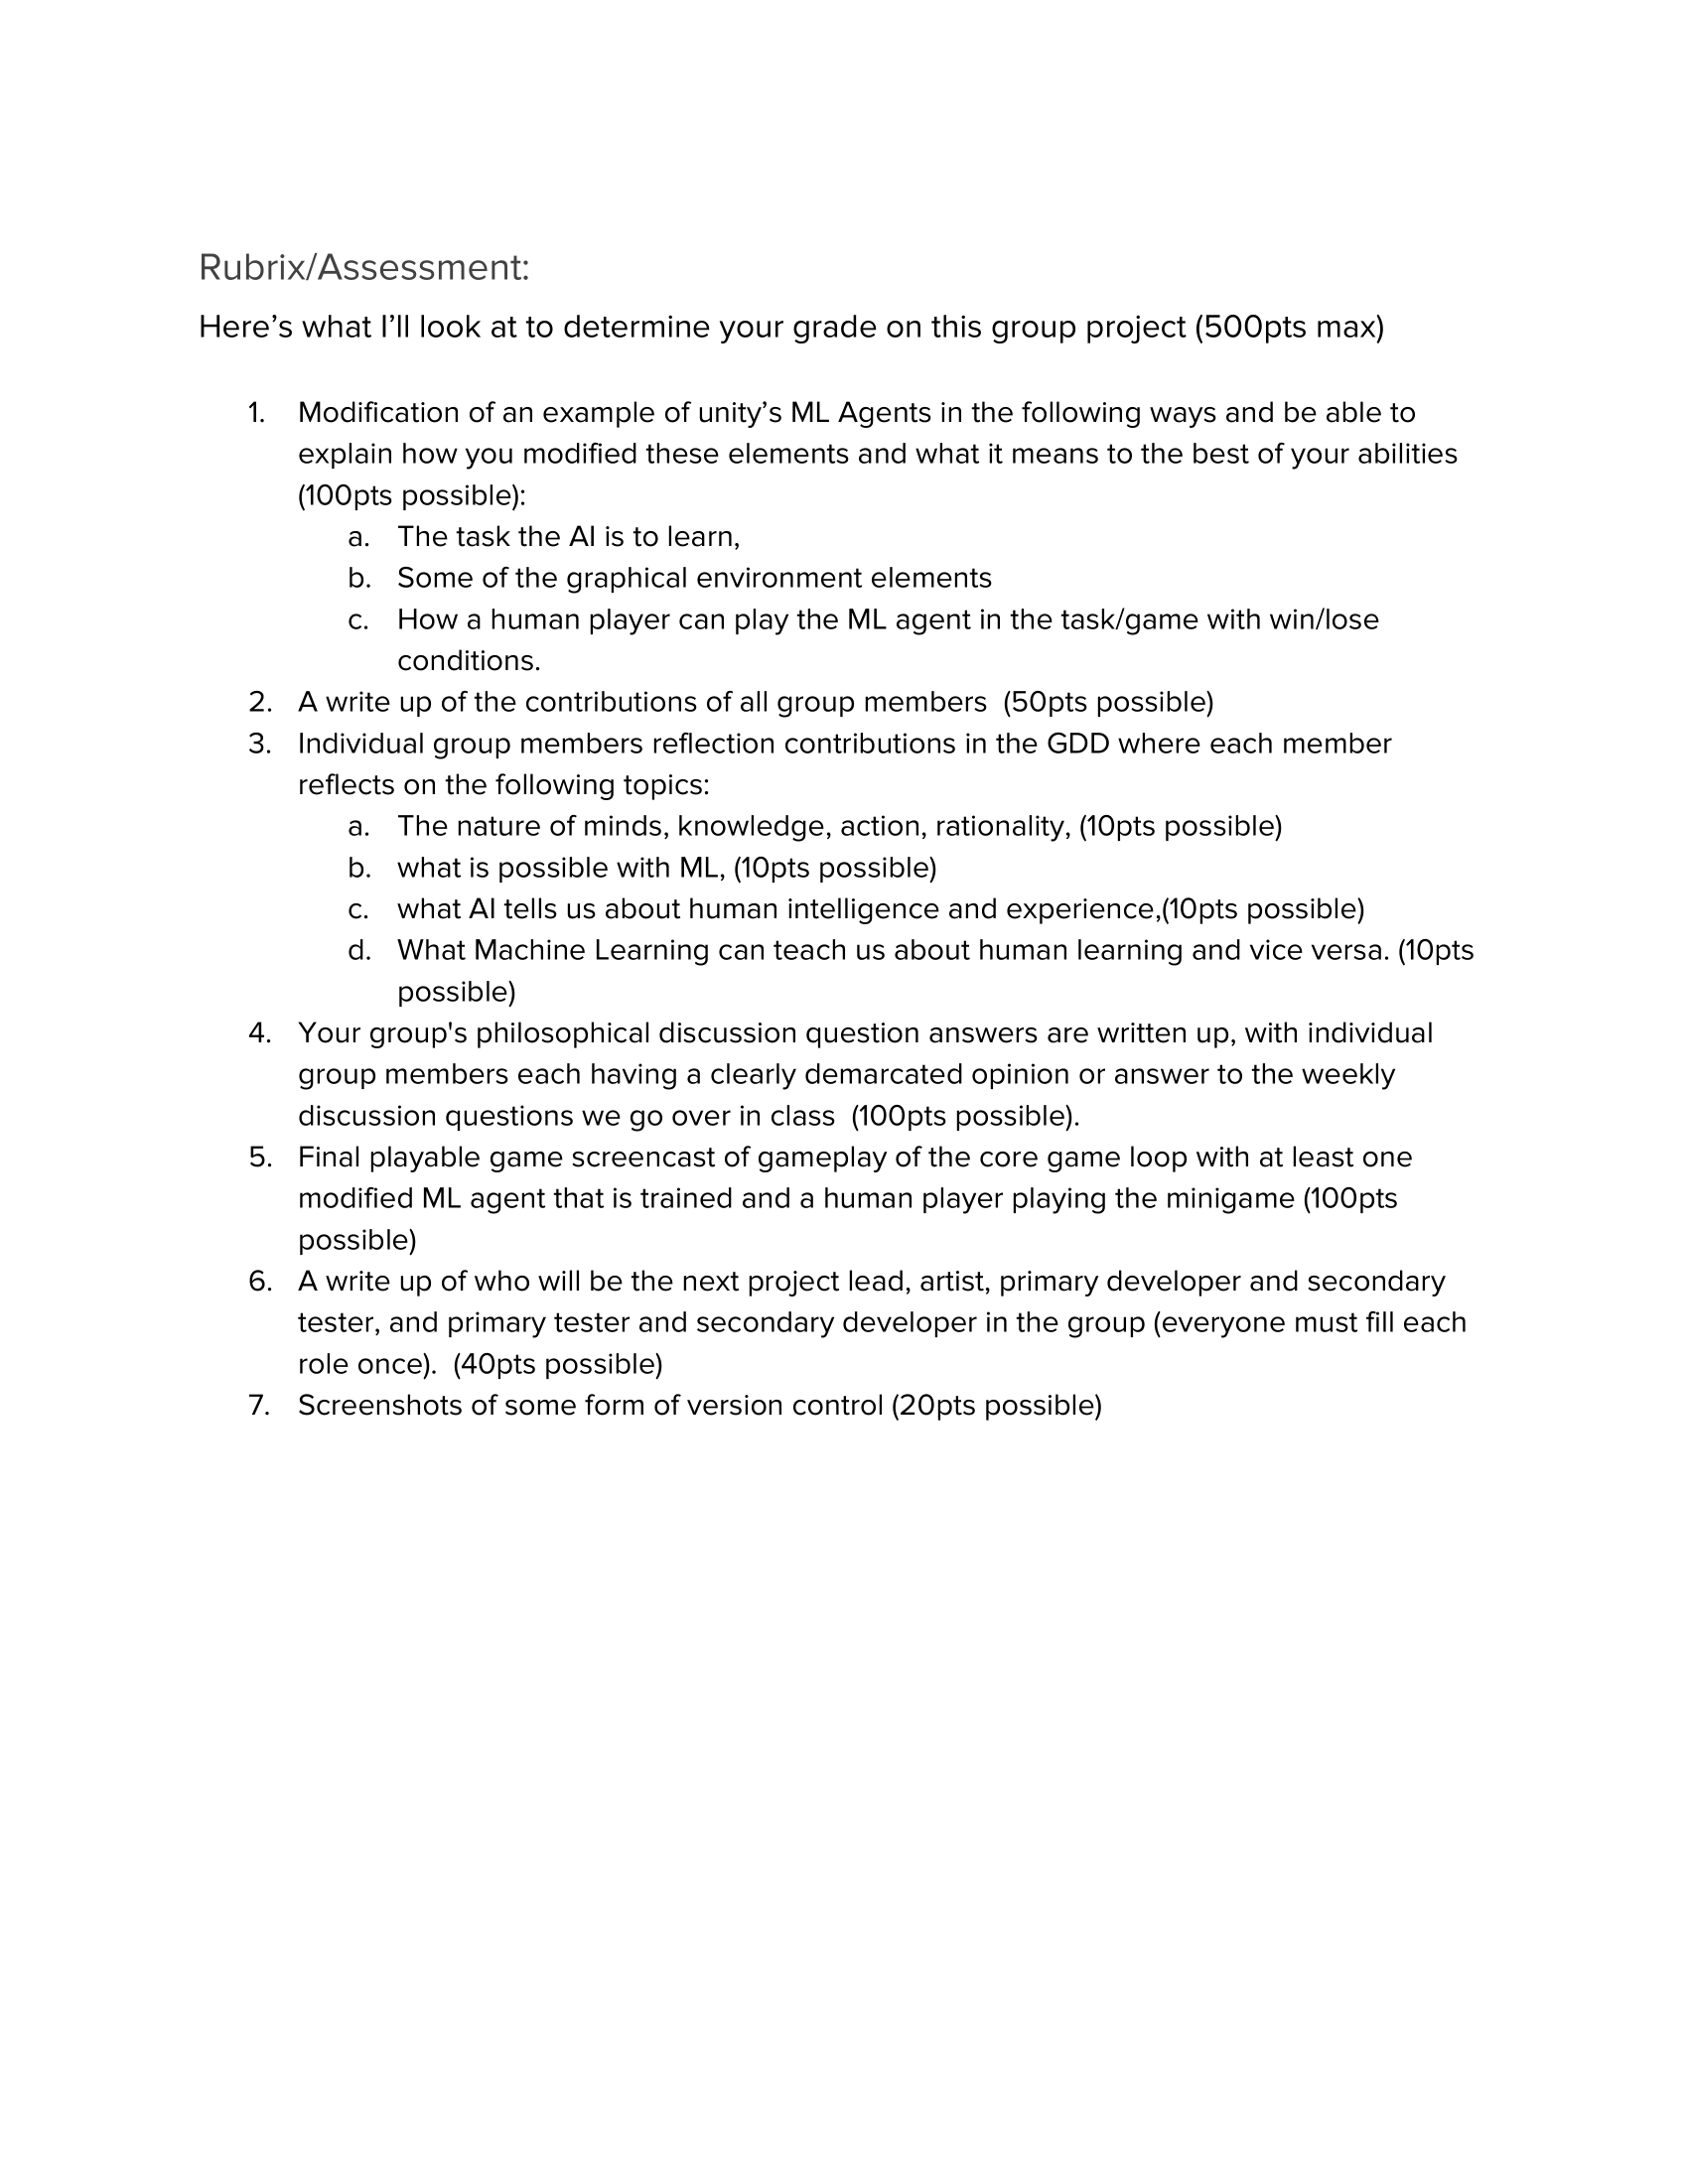 Rubrix/Assessment:
Here’s what I’ll look at to determine your grade on this group project (500pts max)
1. Modification of an example of unity’s ML Agents in the following ways and be able to
explain how you modified these elements and what it means to the best of your abilities
(100pts possible):
a. The task the AI is to learn,
b. Some of the graphical environment elements
c. How a human player can play the ML agent in the task/game with win/lose
conditions.
2. A write up of the contributions of all group members  (50pts possible)
3. Individual group members reflection contributions in the GDD where each member
reflects on the following topics:
a. The nature of minds, knowledge, action, rationality, (10pts possible)
b. what is possible with ML, (10pts possible)
c. what AI tells us about human intelligence and experience,(10pts possible)
d. What Machine Learning can teach us about human learning and vice versa. (10pts
possible)
4. Your group's philosophical discussion question answers are written up, with individual
group members each having a clearly demarcated opinion or answer to the weekly
discussion questions we go over in class  (100pts possible).
5. Final playable game screencast of gameplay of the core game loop with at least one
modified ML agent that is trained and a human player playing the minigame (100pts
possible)
6. A write up of who will be the next project lead, artist, primary developer and secondary
tester, and primary tester and secondary developer in the group (everyone must fill each
role once).  (40pts possible)
7. Screenshots of some form of version control (20pts possible)